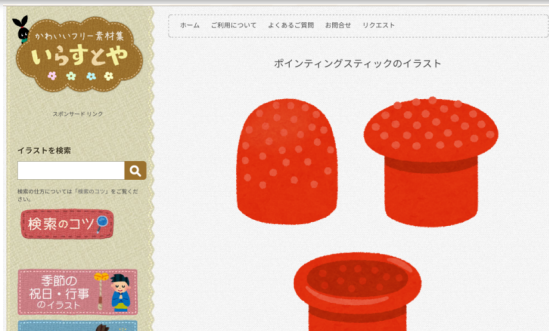 かわいいフリー素材集
いらすとや
スポンサードリンク
イラストを検索
検索の仕方については「検索のコツ」をご覧くだ
さい。
検索のコツ
季節の
祝日・行事
のイラスト
ホーム ご利用について よくあるご質問 お問合せ リクエスト
ポインティングスティックのイラスト